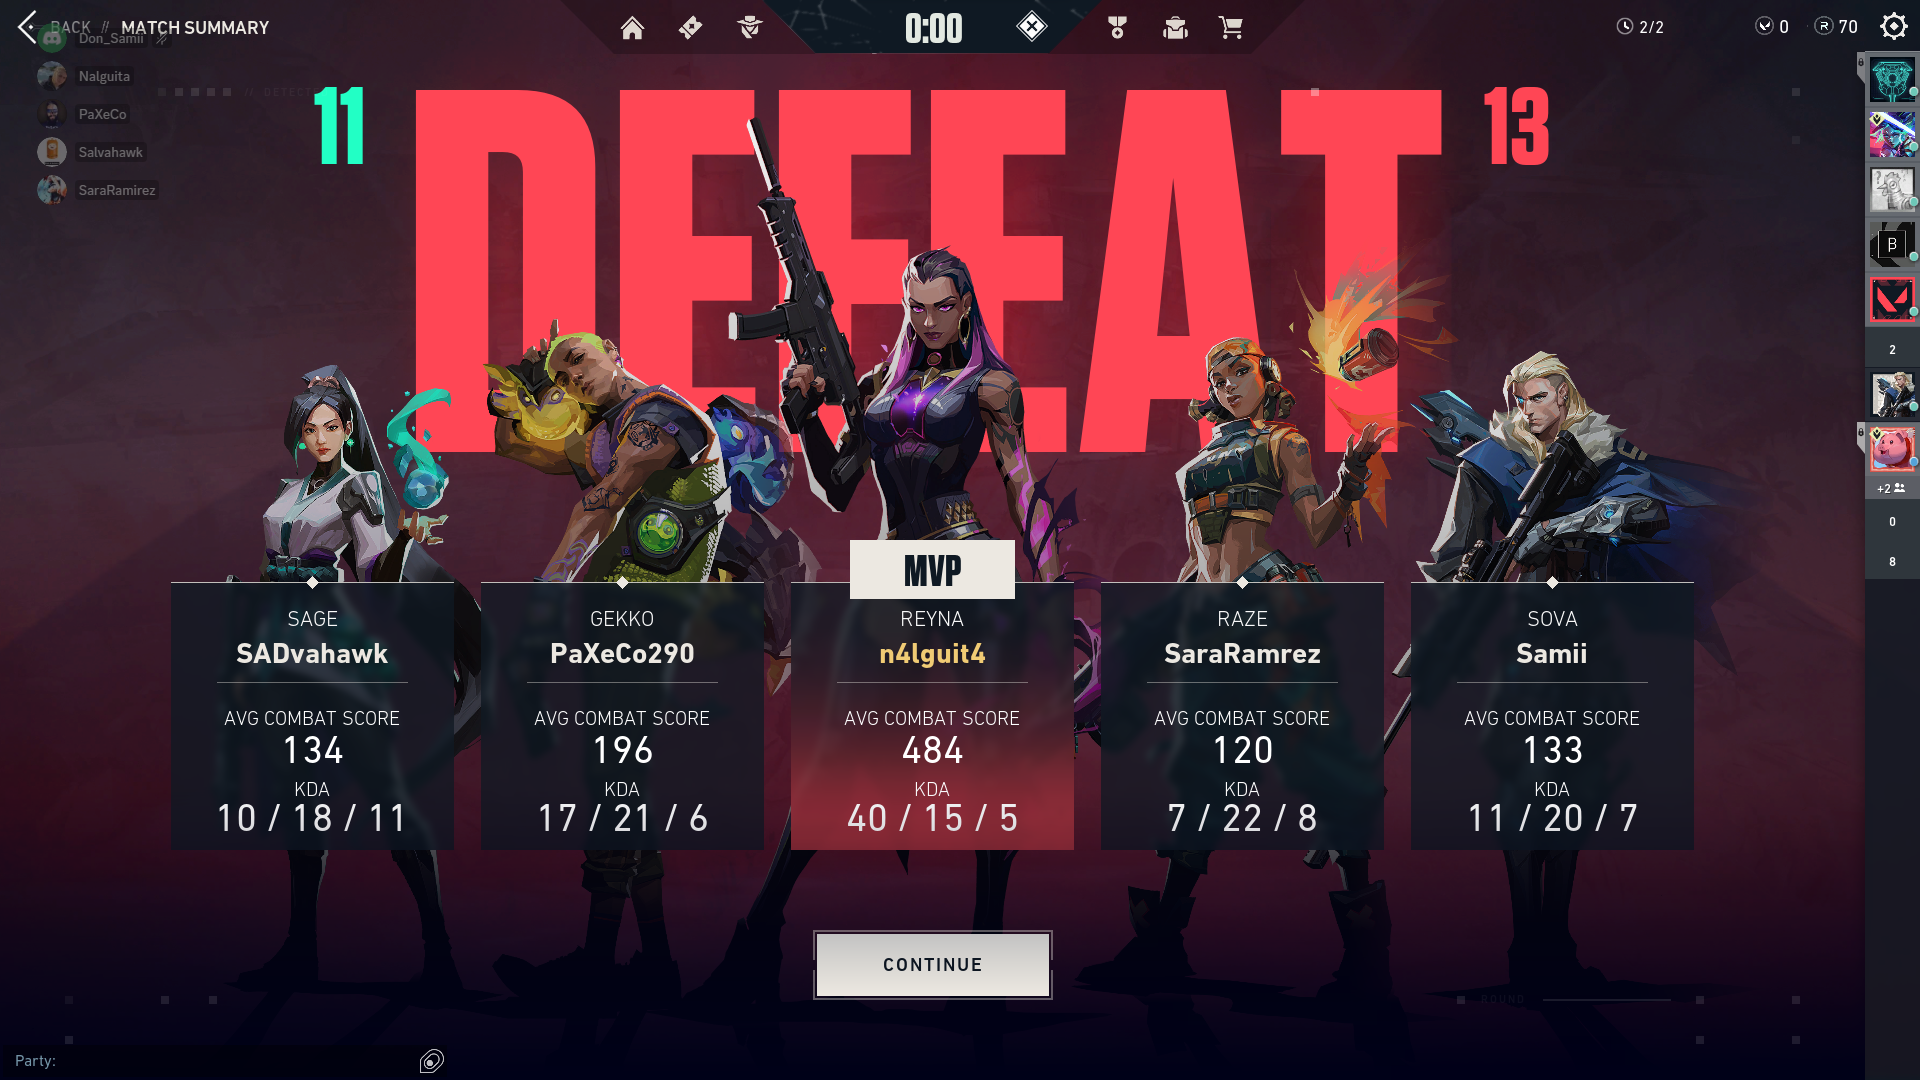 BACK // MATCH SUMMARY
0:00
2/2
0
70
Don_Samii
Nalguita
PaXeCo
Salvahawk
SaraRamirez
11
DEFEAT
13
B
2
+2
0
8
MVP
SAGE
SADvahawk
AVG COMBAT SCORE
134
KDA
10 / 18 / 11
GEKKO
PaXeCo290
AVG COMBAT SCORE
196
KDA
17 / 21 / 6
REYNA
n4lguit4
AVG COMBAT SCORE
484
KDA
40 / 15 / 5
RAZE
SaraRamrez
AVG COMBAT SCORE
120
KDA
7 / 22 / 8
SOVA
Samii
AVG COMBAT SCORE
133
KDA
11 / 20 / 7
CONTINUE
ROUND
Party: